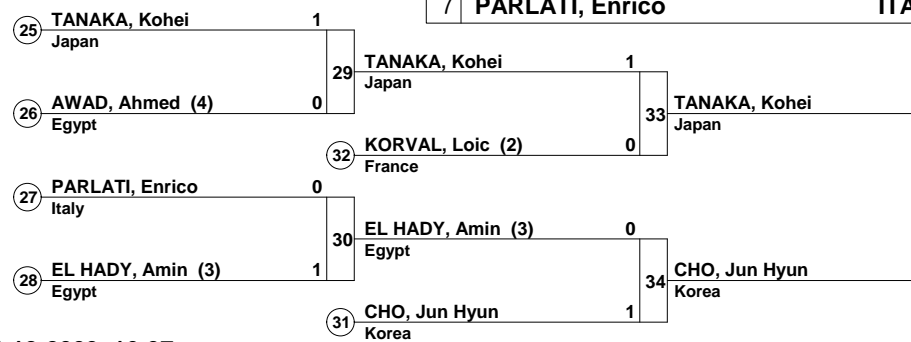 7 PARLATI, Enrico
25 TANAKA, Kohei 1
Japan
29
26 AWAD, Ahmed (4) 0
Egypt
TANAKA, Kohei 1
Japan
33
32 KORVAL, Loic (2) 0
France
TANAKA, Kohei
Japan
27 PARLATI, Enrico 0
Italy
30
28 EL HADY, Amin (3) 1
Egypt
EL HADY, Amin (3) 0
Egypt
34
31 CHO, Jun Hyun 1
Korea
CHO, Jun Hyun
Korea